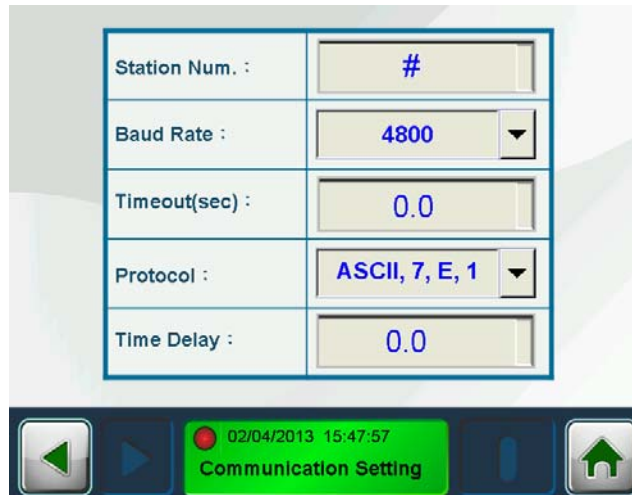 Station Num. : #
Baud Rate : 4800
Timeout(sec) : 0.0
Protocol : ASCII, 7, E, 1
Time Delay : 0.0
02/04/2013 15:47:57
Communication Setting